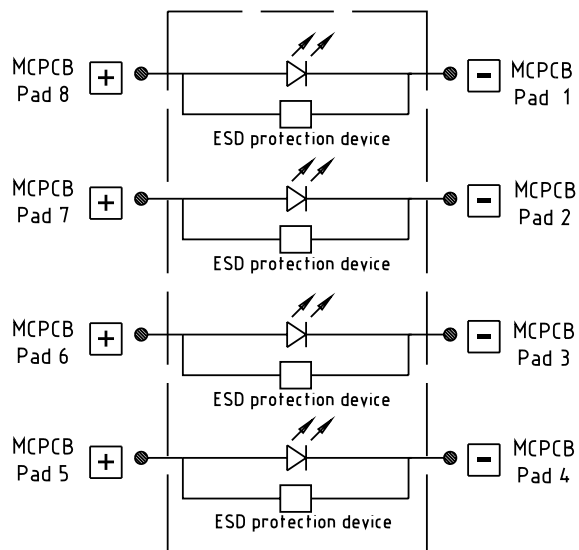 MCPCB
Pad 8
+
-
MCPCB
Pad 1
ESD protection device
MCPCB
Pad 7
+
-
MCPCB
Pad 2
ESD protection device
MCPCB
Pad 6
+
-
MCPCB
Pad 3
ESD protection device
MCPCB
Pad 5
+
-
MCPCB
Pad 4
ESD protection device